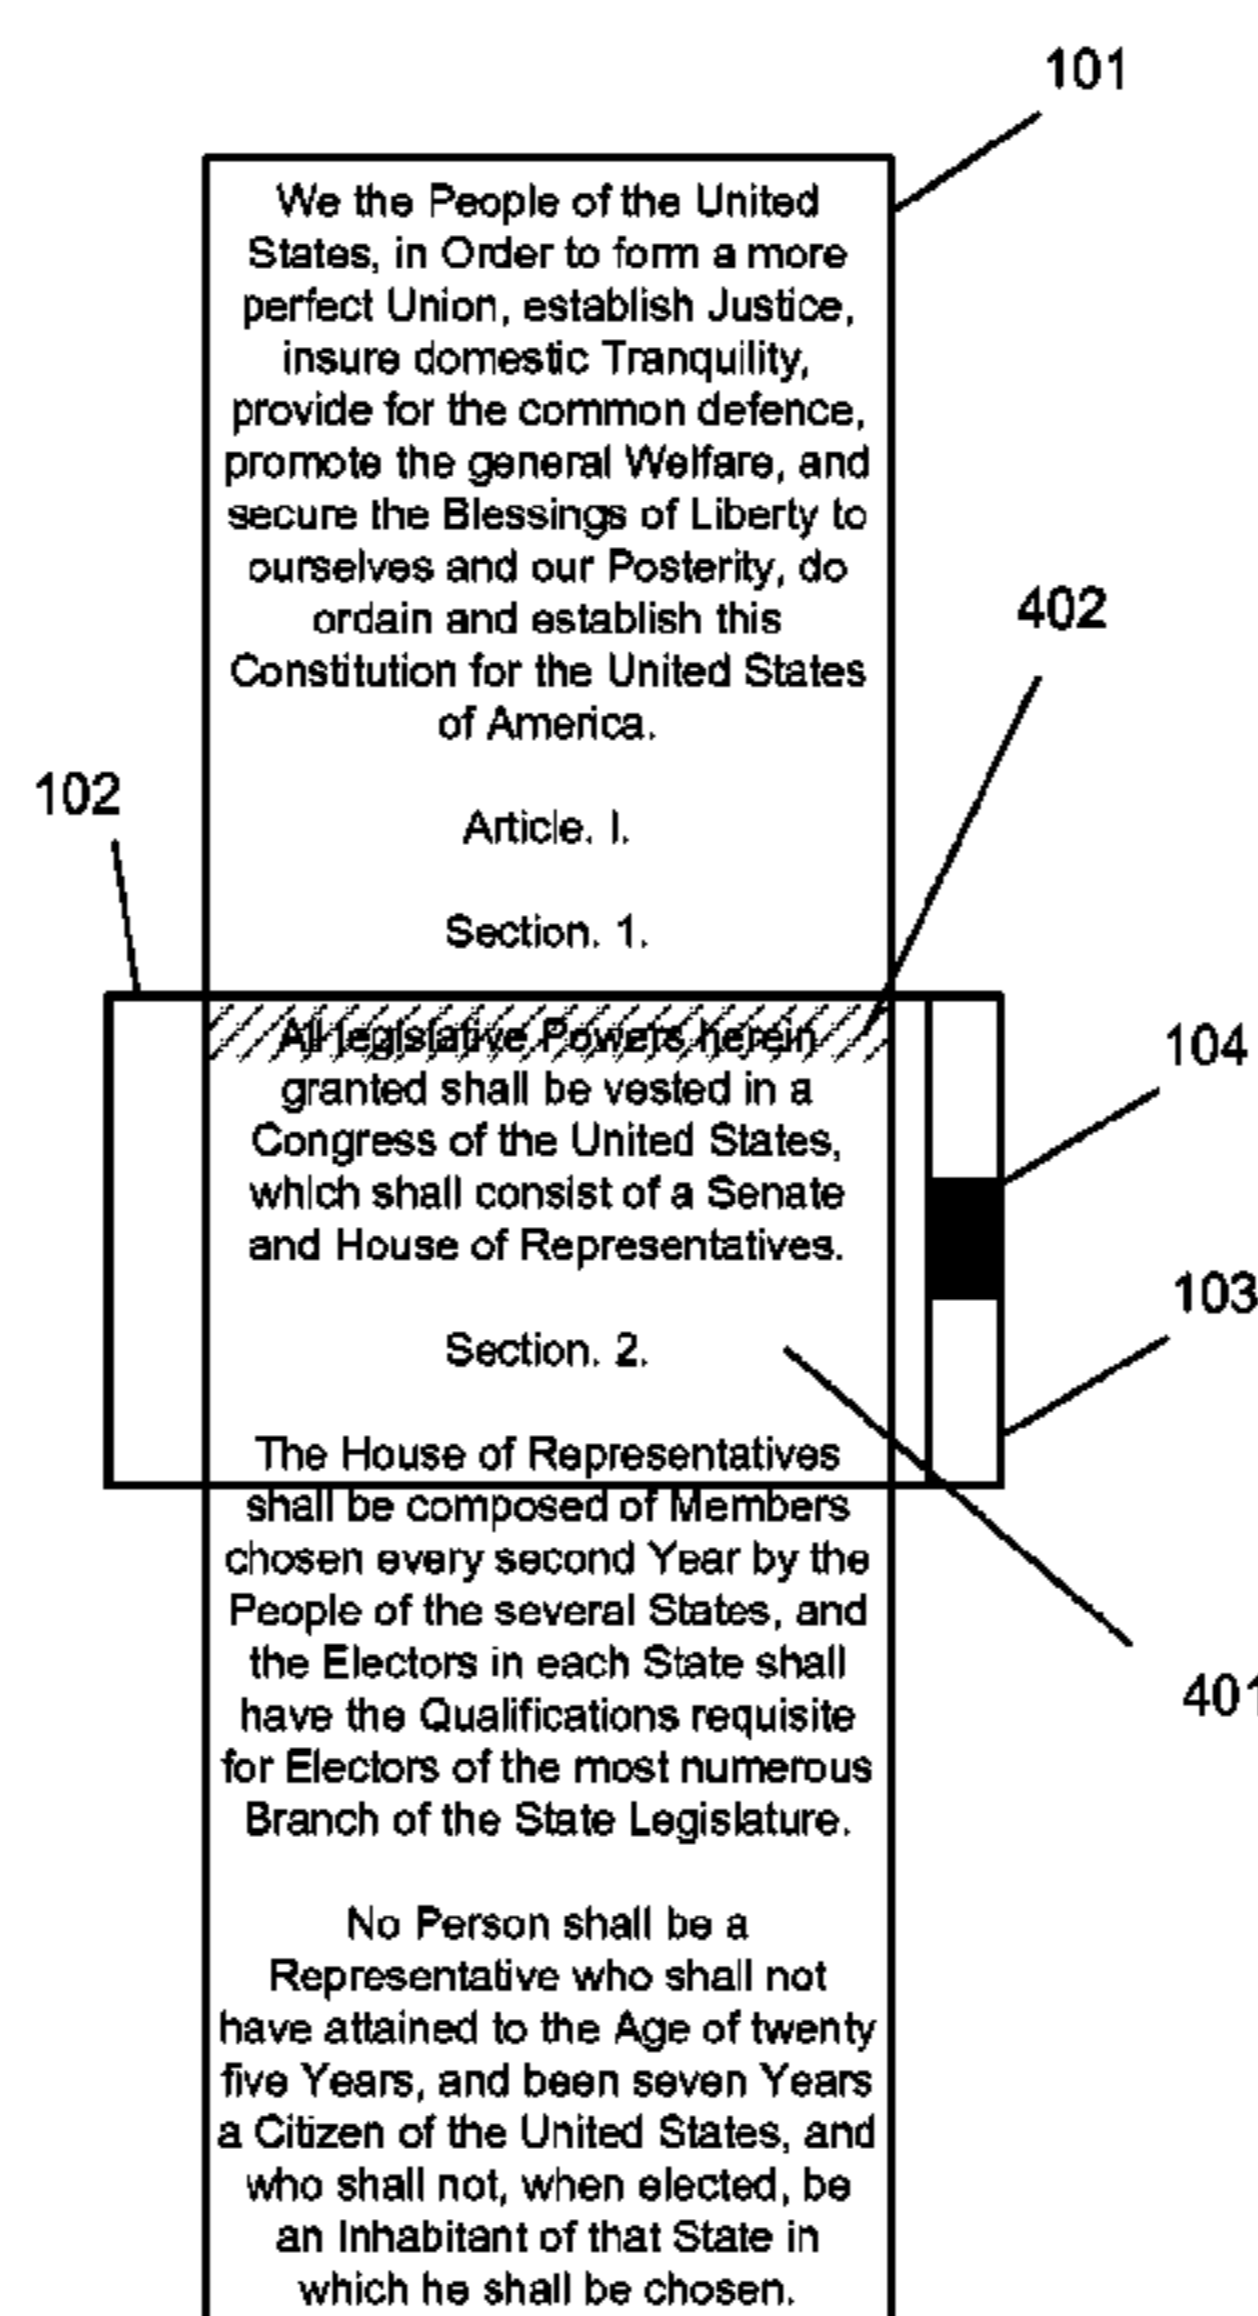 101
We the People of the United
States, in Order to form a more
perfect Union, establish Justice,
insure domestic Tranquility,
provide for the common defence,
promote the general Welfare, and
secure the Blessings of Liberty to
ourselves and our Posterity, do
ordain and establish this
402
Constitution for the United States
of America.
102
Article. I.
Section. 1.
All legislative Powers herein
104
granted shall be vested in a
Congress of the United States,
which shall consist of a Senate
and House of Representatives.
103
Section. 2.
The House of Representatives
shall be composed of Members
chosen every second Year by the
People of the several States, and
the Electors in each State shall
401
have the Qualifications requisite
for Electors of the most numerous
Branch of the State Legislature.
No Person shall be a
Representative who shall not
have attained to the Age of twenty
five Years, and been seven Years
a Citizen of the United States, and
who shall not, when elected, be
an Inhabitant of that State in
which he shall be chosen.